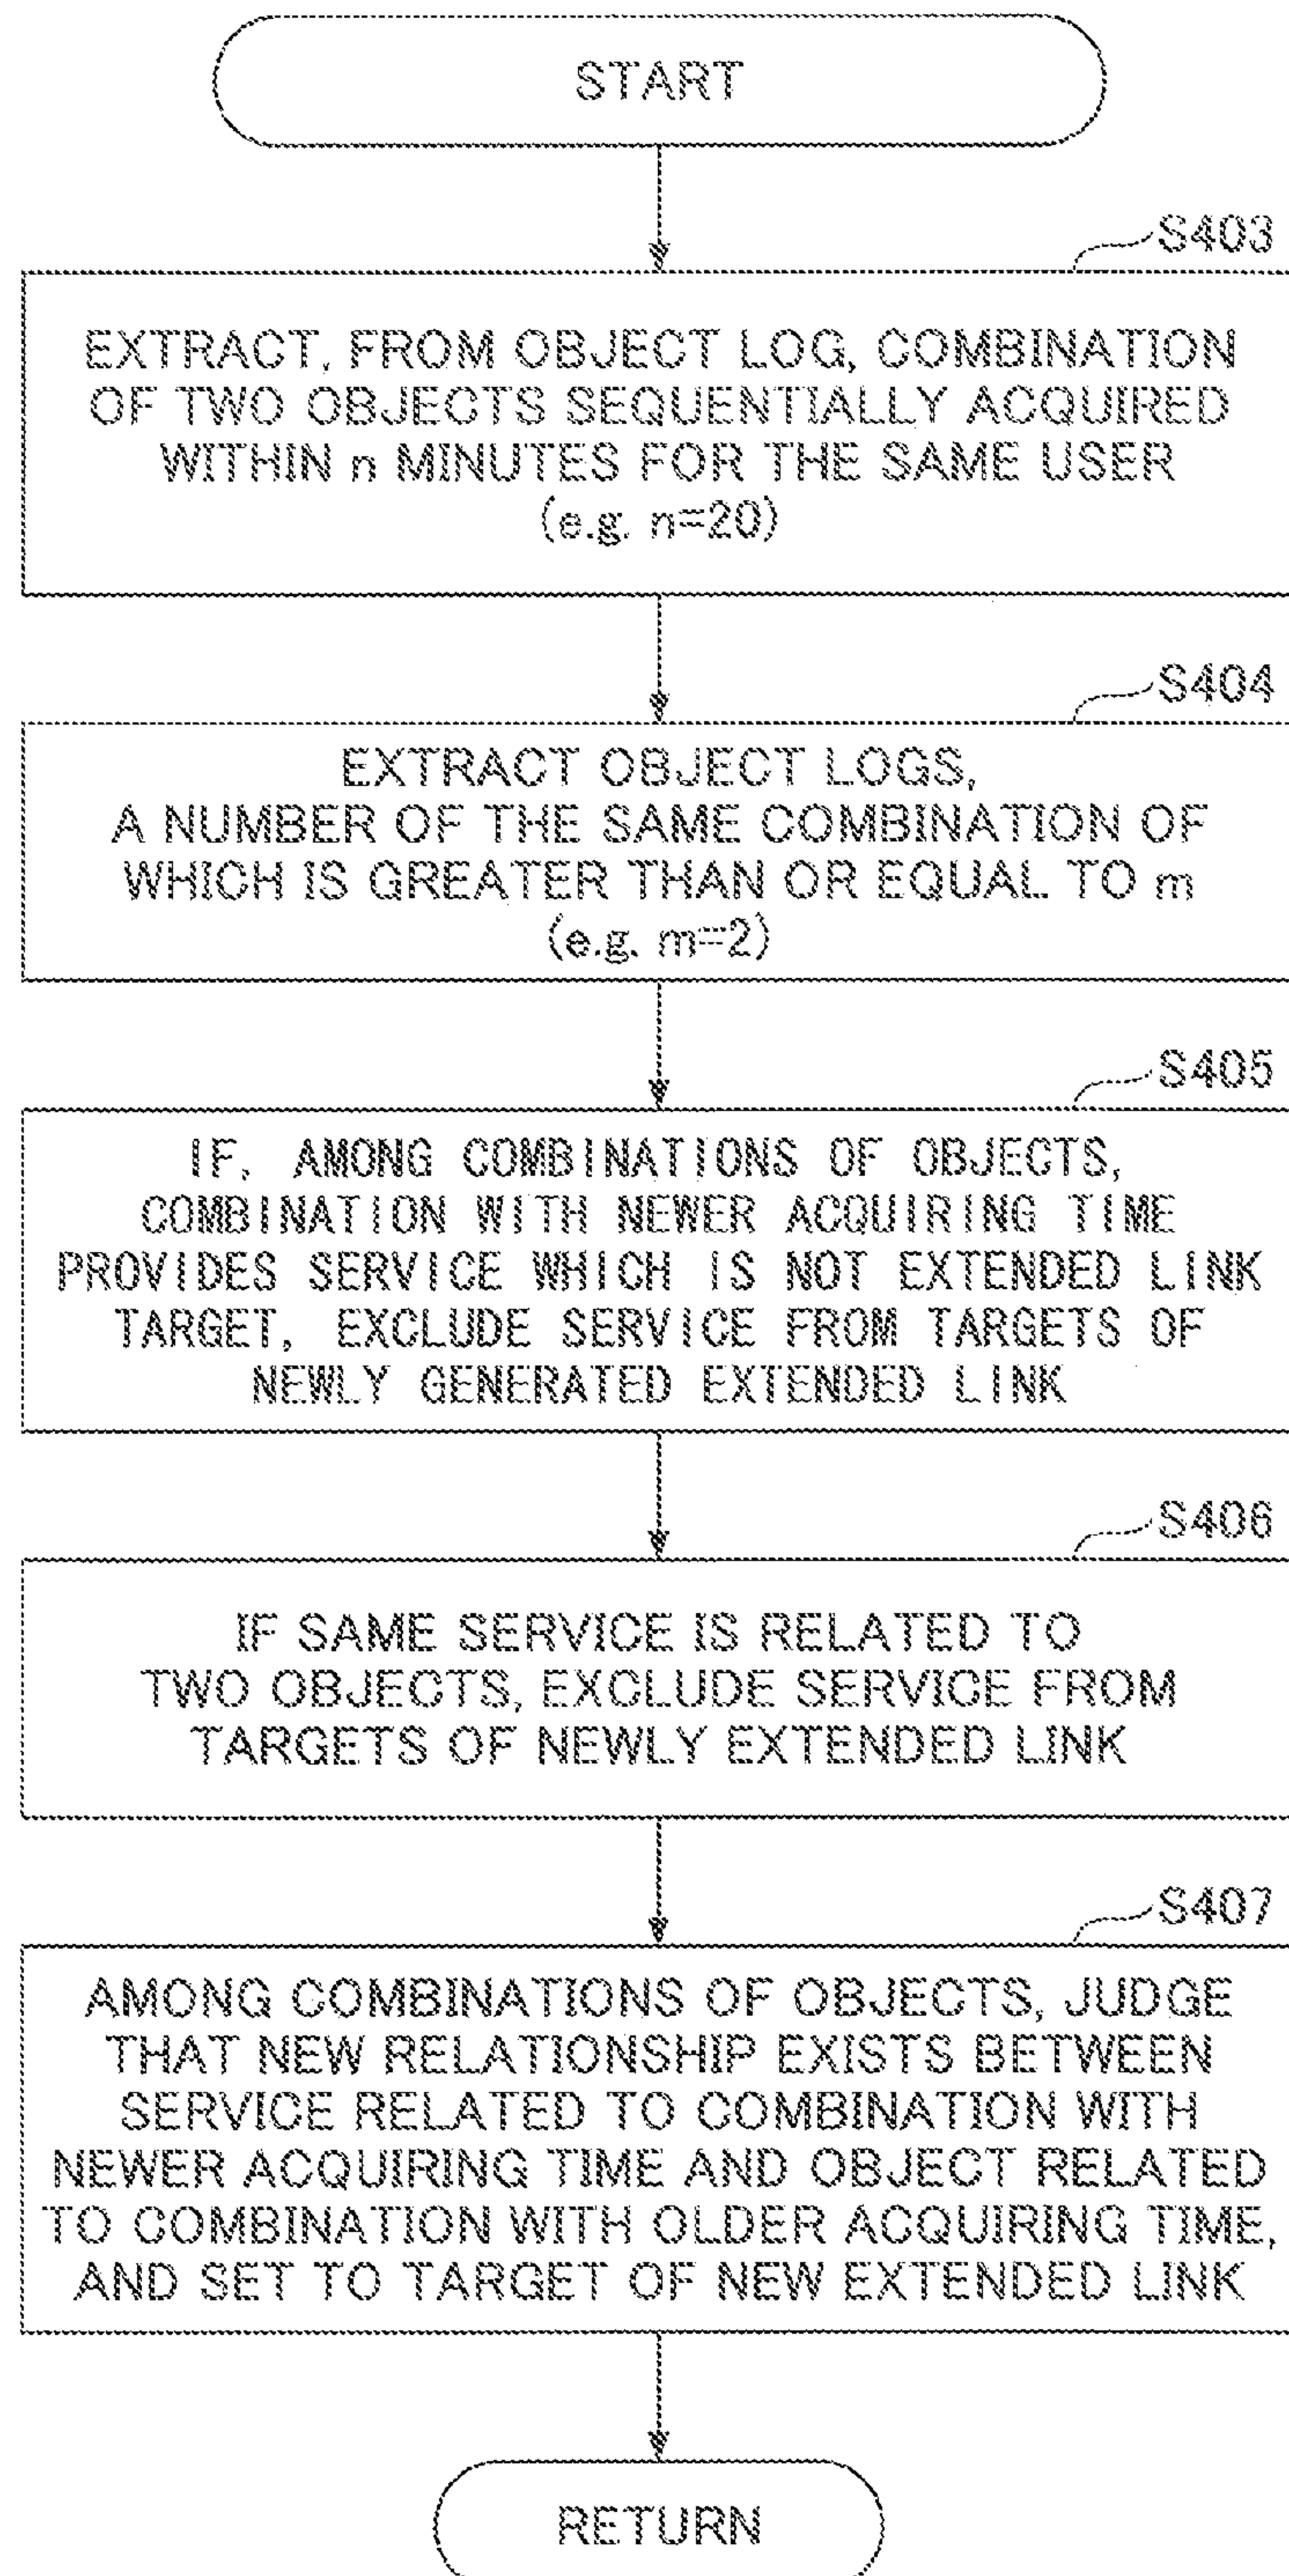 START
S403
EXTRACT, FROM OBJECT LOG, COMBINATION
OF TWO OBJECTS SEQUENTIALLY ACQUIRED
WITHIN n MINUTES FOR THE SAME USER
(e.g. n=20)
S404
EXTRACT OBJECT LOGS,
A NUMBER OF THE SAME COMBINATION OF
WHICH IS GREATER THAN OR EQUAL TO m
(e.g. m=2)
S405
IF, AMONG COMBINATIONS OF OBJECTS,
COMBINATION WITH NEWER ACQUIRING TIME
PROVIDES SERVICE WHICH IS NOT EXTENDED LINK
TARGET, EXCLUDE SERVICE FROM TARGETS OF
NEWLY GENERATED EXTENDED LINK
S406
IF SAME SERVICE IS RELATED TO
TWO OBJECTS, EXCLUDE SERVICE FROM
TARGETS OF NEWLY EXTENDED LINK
S407
AMONG COMBINATIONS OF OBJECTS, JUDGE
THAT NEW RELATIONSHIP EXISTS BETWEEN
SERVICE RELATED TO COMBINATION WITH
NEWER ACQUIRING TIME AND OBJECT RELATED
TO COMBINATION WITH OLDER ACQUIRING TIME,
AND SET TO TARGET OF NEW EXTENDED LINK
RETURN